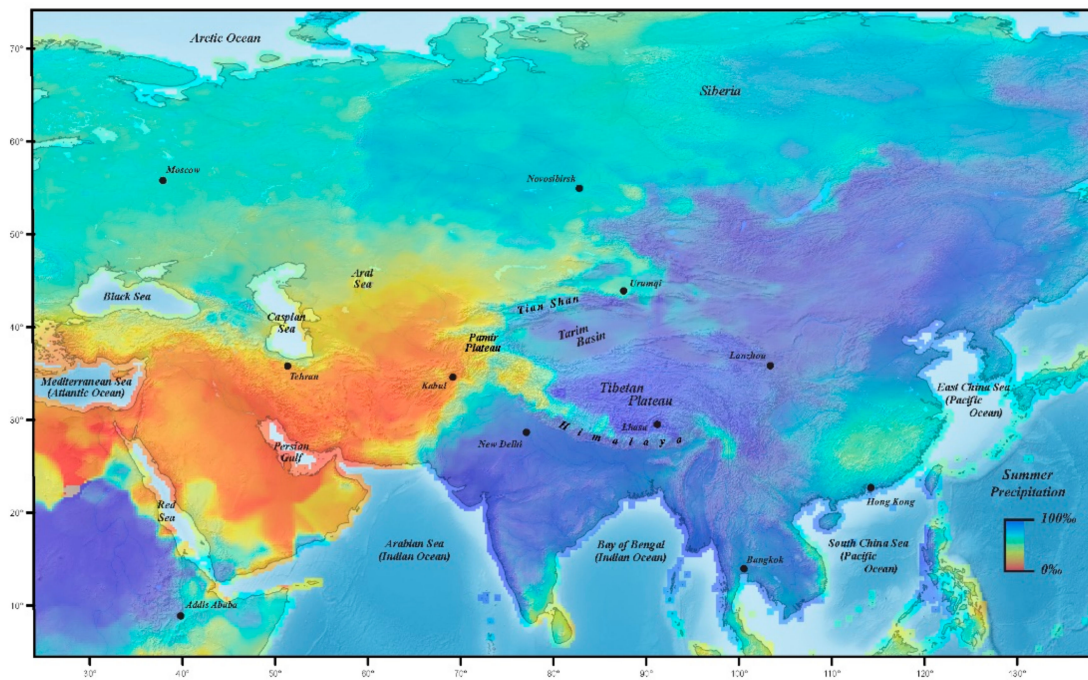 Arctic Ocean
70°
Siberia
60°
Moscow
Novosibirsk
50°
Aral
Sea
Urumqi
Black Sea
Tian Shan
Caspian
Sea
40°
Pamir
Plateau
Tarim
Basin
Lanzhou
Tehran
Kabul
Mediterranean Sea
(Atlantic Ocean)
Tibetan
Plateau
East China Sea
(Pacific
Ocean)
30°
Himalaya
Lhasa
New Delhi
Persian
Gulf
Summer
Precipitation
Red
Sea
Hong Kong
20°
100%
0%
Arabian Sea
(Indian Ocean)
Bay of Bengal
(Indian Ocean)
South China Sea
(Pacific
Ocean)
Bangkok
10°
Addis Ababa
30° 40° 50° 60° 70° 80° 90° 100° 110° 120° 130°